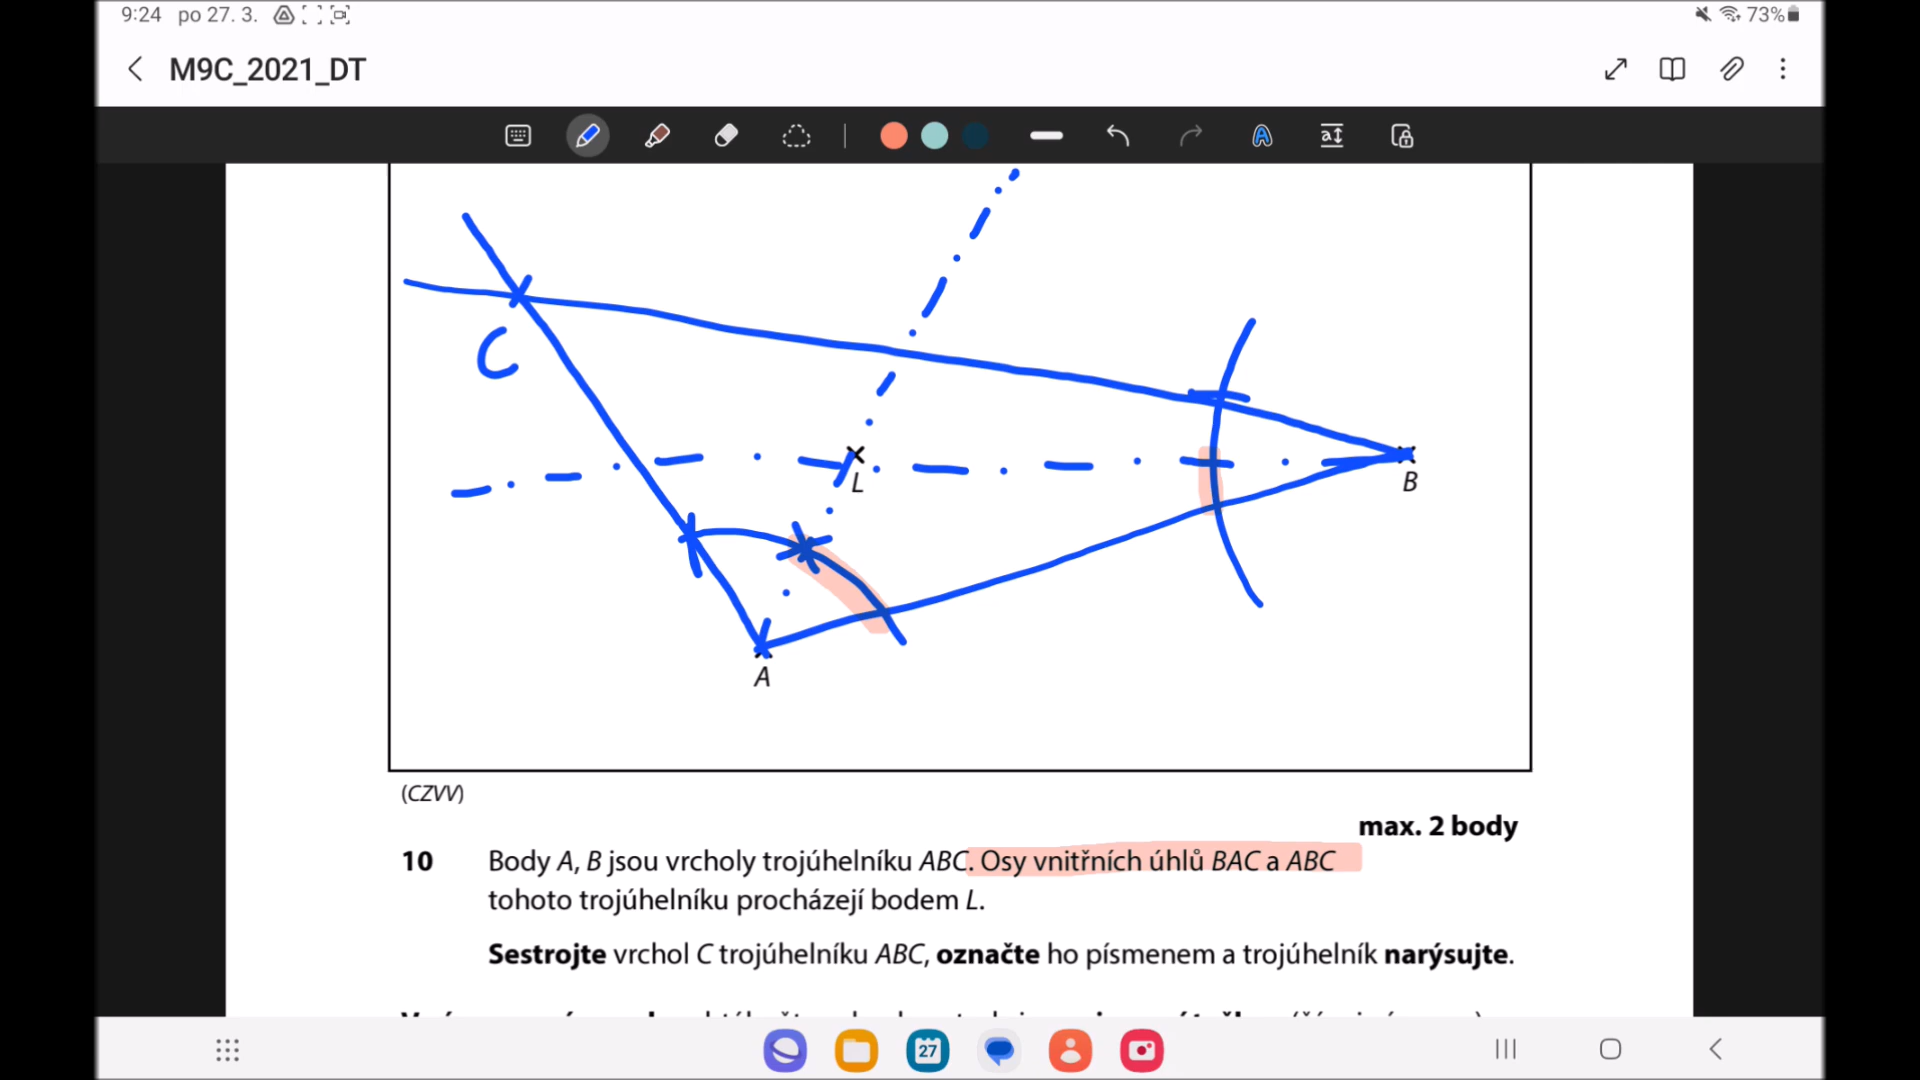 9:24 po 27. 3. 73%
M9C_2021_DT
C
L
B
A
(CZVV)
max. 2 body
10 Body A, B jsou vrcholy trojúhelníku ABC. Osy vnitřních úhlů BAC a ABC
tohoto trojúhelníku procházejí bodem L.
Sestrojte vrchol C trojúhelníku ABC, označte ho písmenem a trojúhelník narýsujte.
27